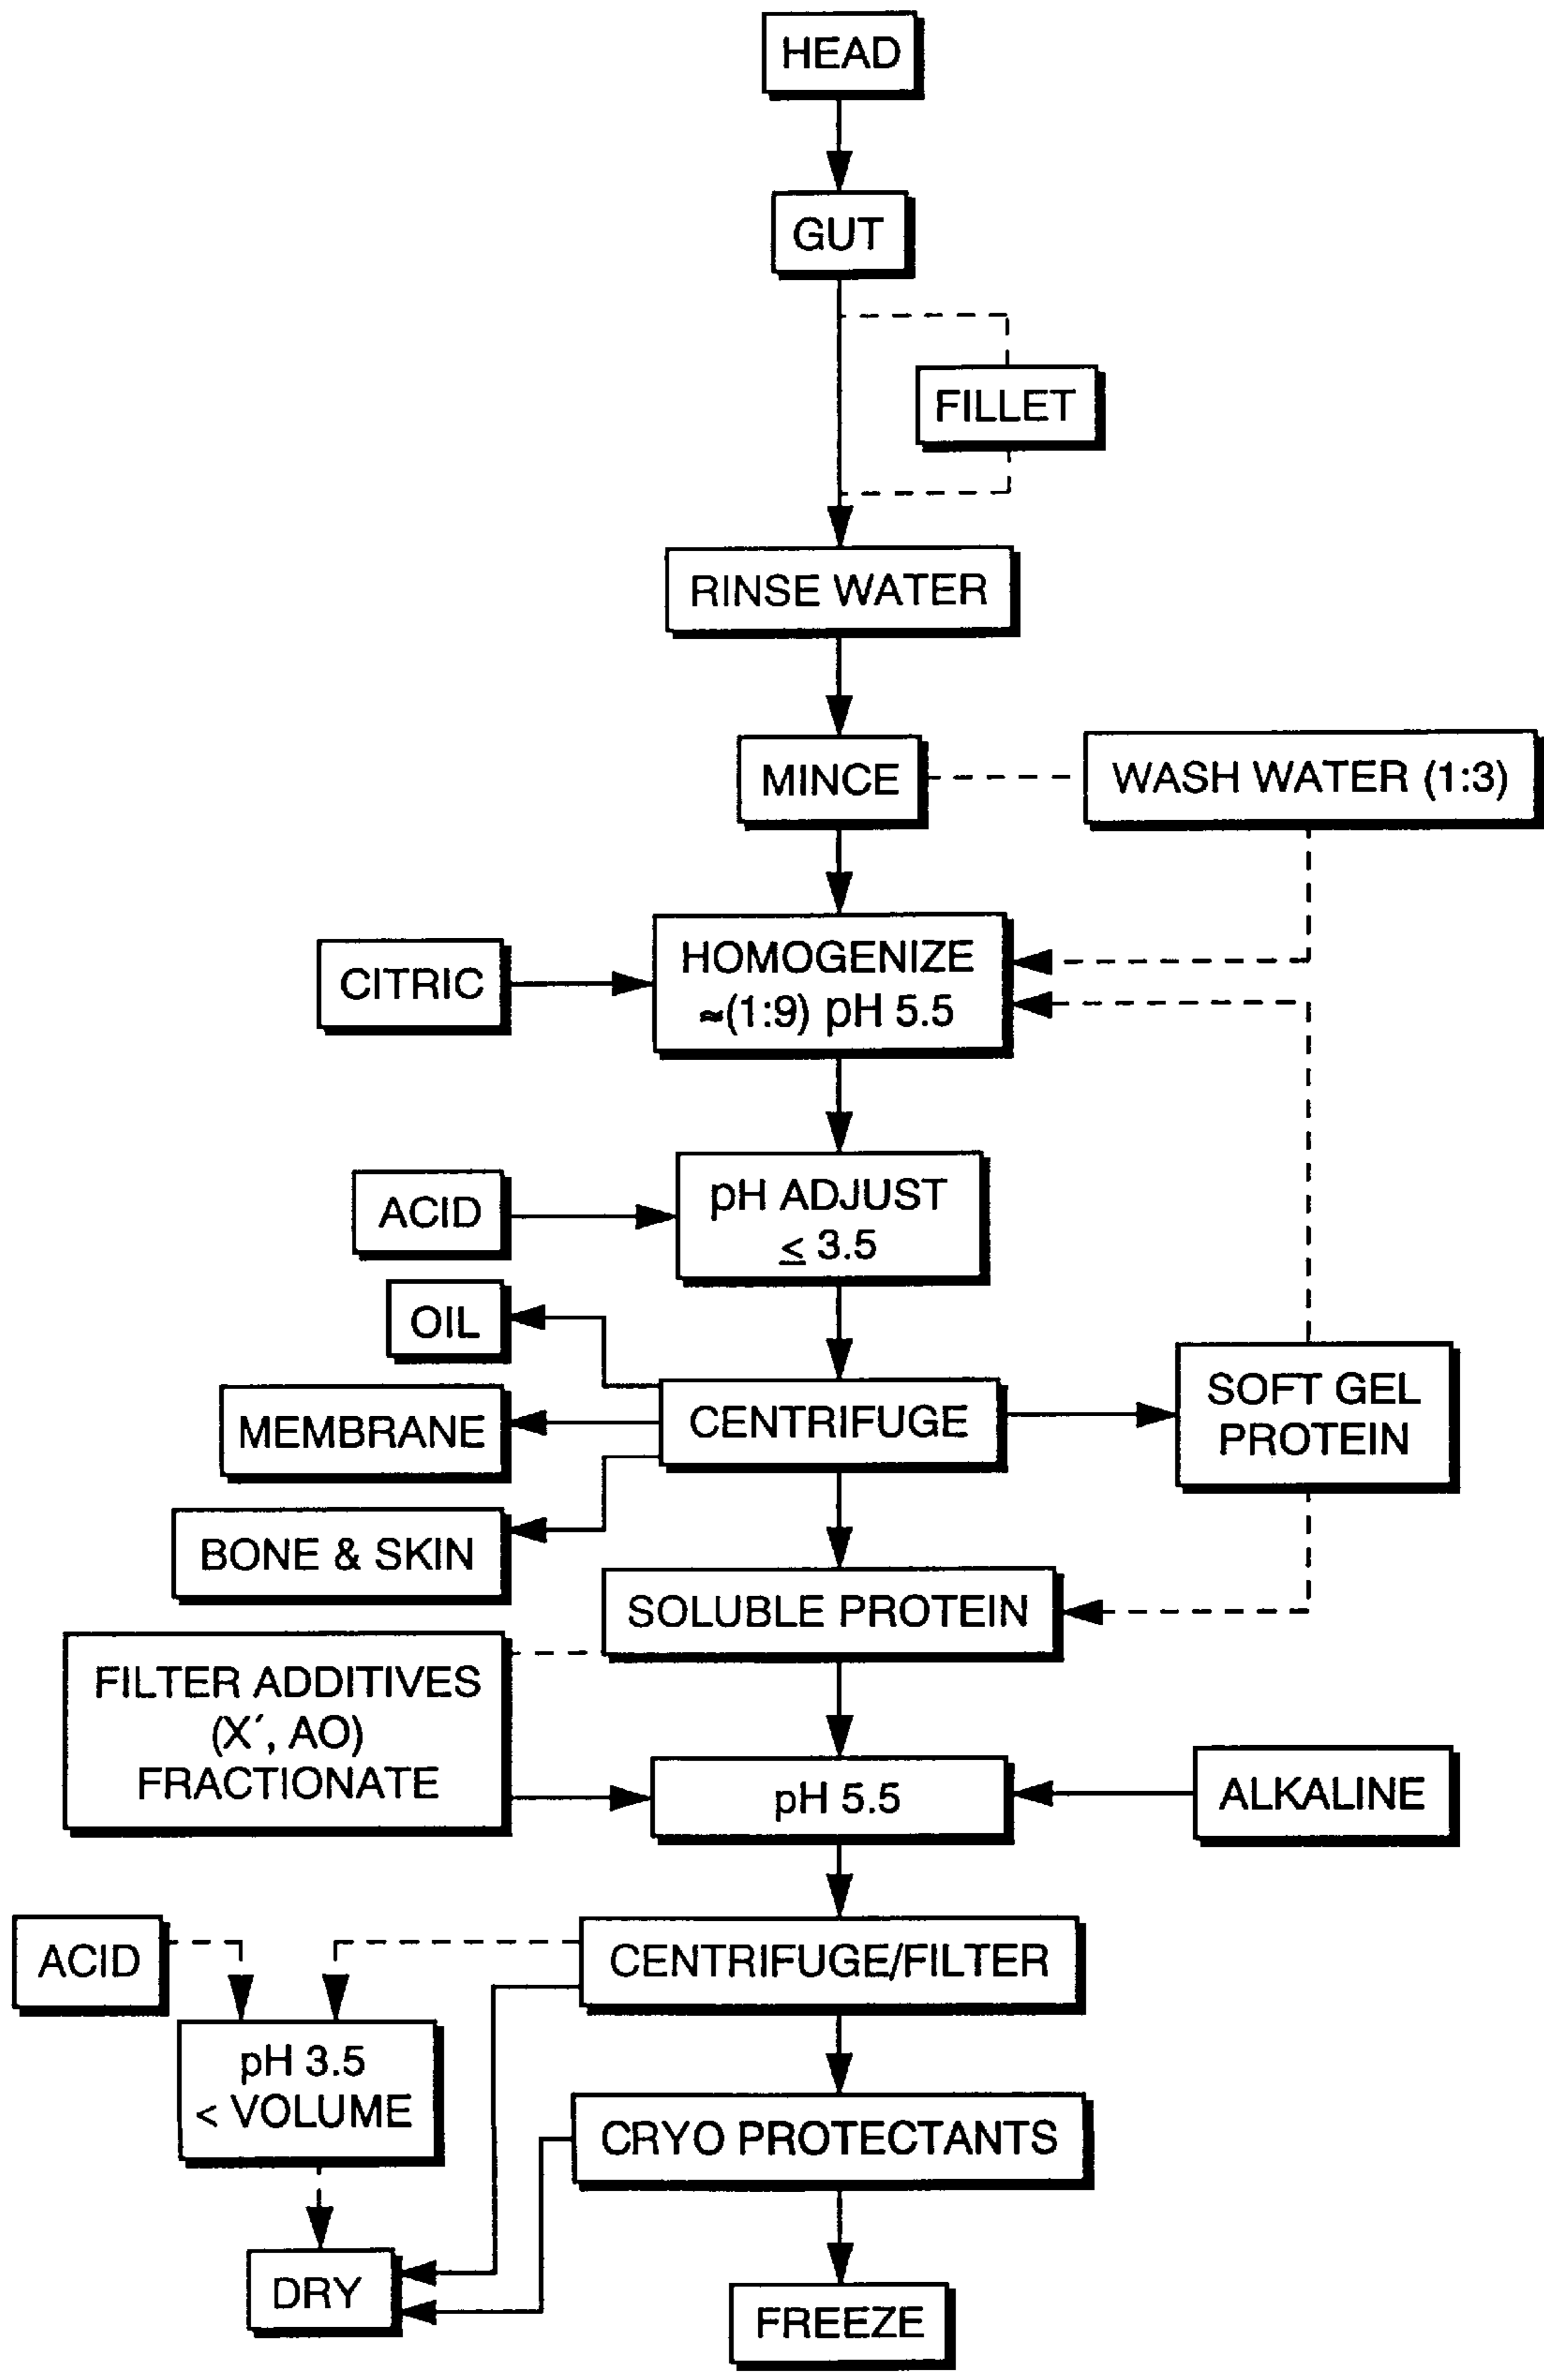 HEAD
GUT
FILLET
RINSE WATER
MINCE
WASH WATER (1:3)
HOMOGENIZE
≈(1:9) pH 5.5
CITRIC
pH ADJUST
≤ 3.5
ACID
OIL
MEMBRANE
CENTRIFUGE
SOFT GEL
PROTEIN
BONE & SKIN
SOLUBLE PROTEIN
FILTER ADDITIVES
(X´, AO)
FRACTIONATE
pH 5.5
ALKALINE
ACID
CENTRIFUGE/FILTER
pH 3.5
< VOLUME
CRYO PROTECTANTS
DRY
FREEZE